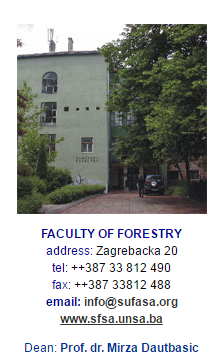 FACULTY OF FORESTRY
address: Zagrebacka 20
tel: ++387 33 812 490
fax: ++387 33812 488
email: info@sufasa.org
www.sfsa.unsa.ba
Dean: Prof. dr. Mirza Dautbasic